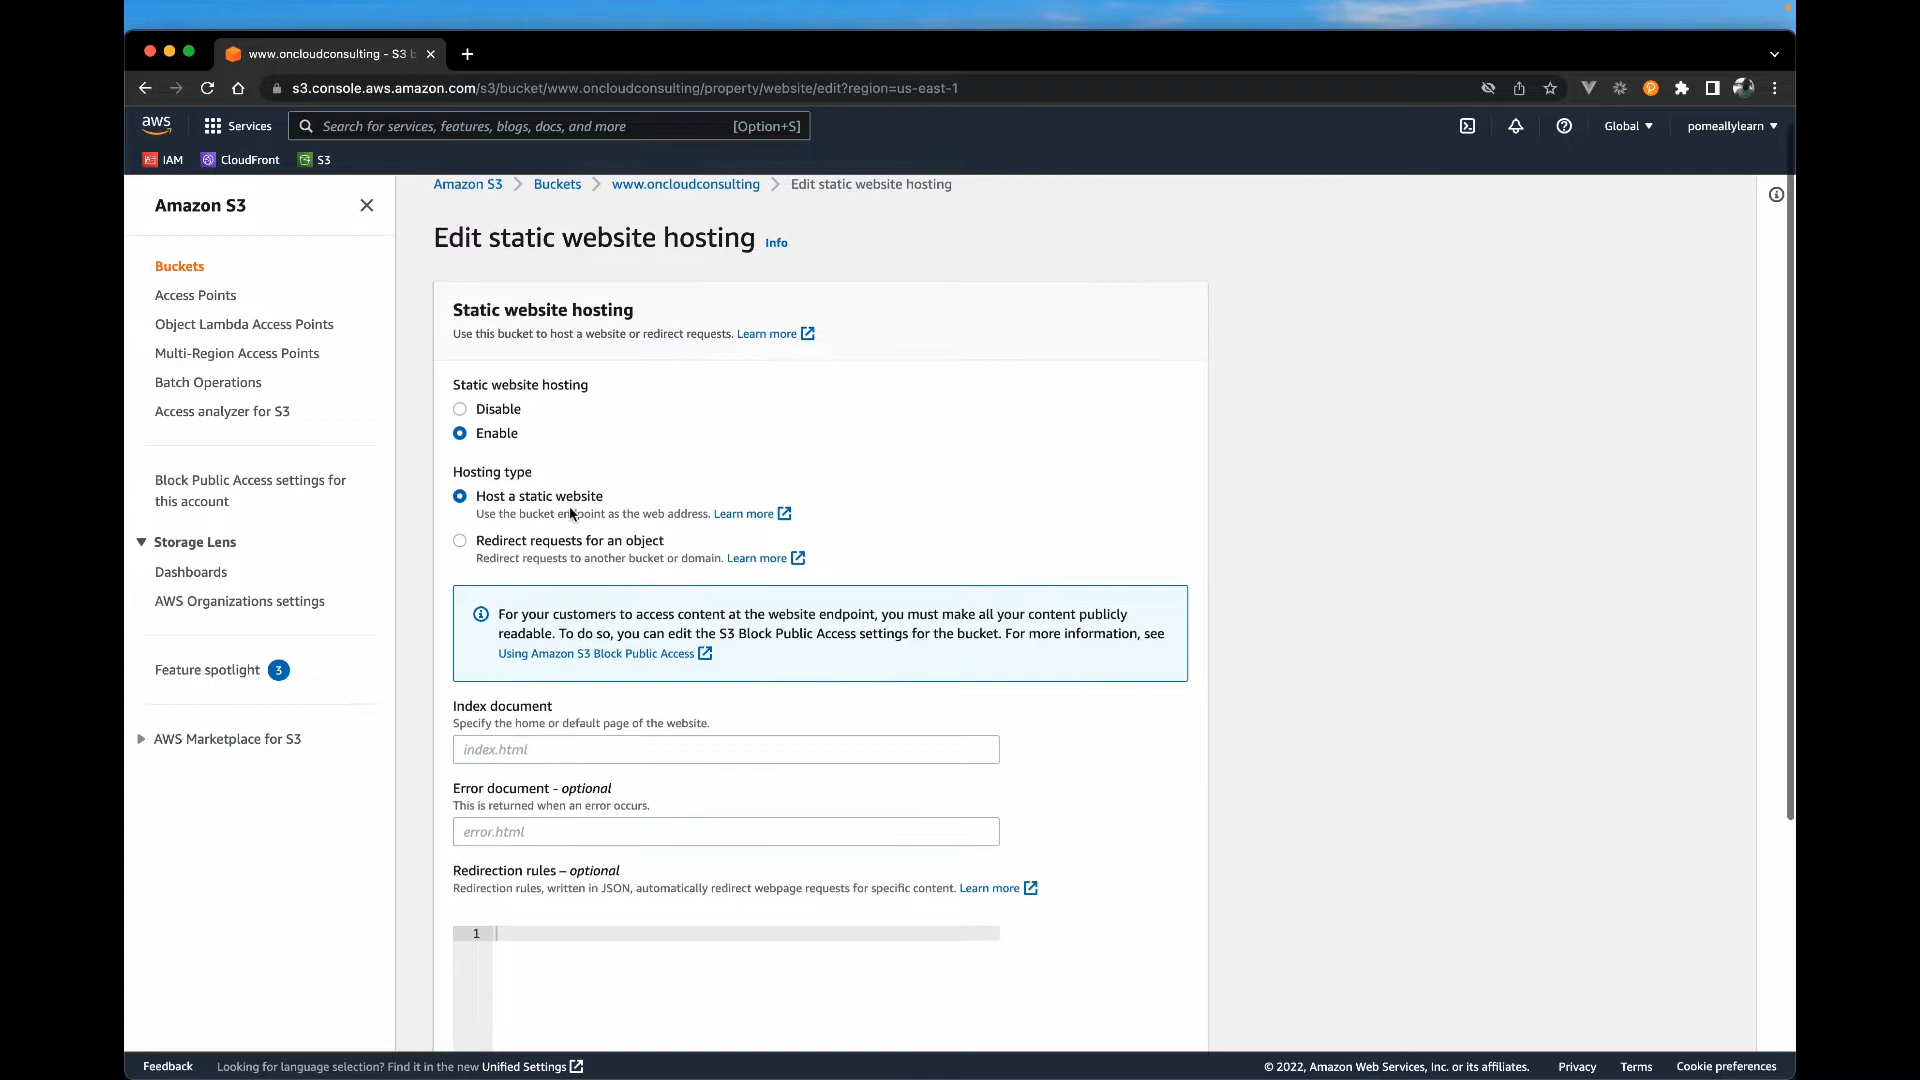 www.oncloudconsulting - S3 b
s3.console.aws.amazon.com/s3/bucket/www.oncloudconsulting/property/website/edit?region=us-east-1
aws
Services
Search for services, features, blogs, docs, and more
[Option+S]
Global
pomeallylearn
IAM
CloudFront
S3
Amazon S3
Buckets
Access Points
Object Lambda Access Points
Multi-Region Access Points
Batch Operations
Access analyzer for S3
Block Public Access settings for
this account
Storage Lens
Dashboards
AWS Organizations settings
Feature spotlight 3
AWS Marketplace for S3
Amazon S3 > Buckets > www.oncloudconsulting > Edit static website hosting
Edit static website hosting Info
Static website hosting
Use this bucket to host a website or redirect requests. Learn more
Static website hosting
Disable
Enable
Hosting type
Host a static website
Use the bucket endpoint as the web address. Learn more
Redirect requests for an object
Redirect requests to another bucket or domain. Learn more
For your customers to access content at the website endpoint, you must make all your content publicly
readable. To do so, you can edit the S3 Block Public Access settings for the bucket. For more information, see
Using Amazon S3 Block Public Access
Index document
Specify the home or default page of the website.
index.html
Error document - optional
This is returned when an error occurs.
error.html
Redirection rules – optional
Redirection rules, written in JSON, automatically redirect webpage requests for specific content. Learn more
1
Feedback
Looking for language selection? Find it in the new Unified Settings
© 2022, Amazon Web Services, Inc. or its affiliates.
Privacy
Terms
Cookie preferences